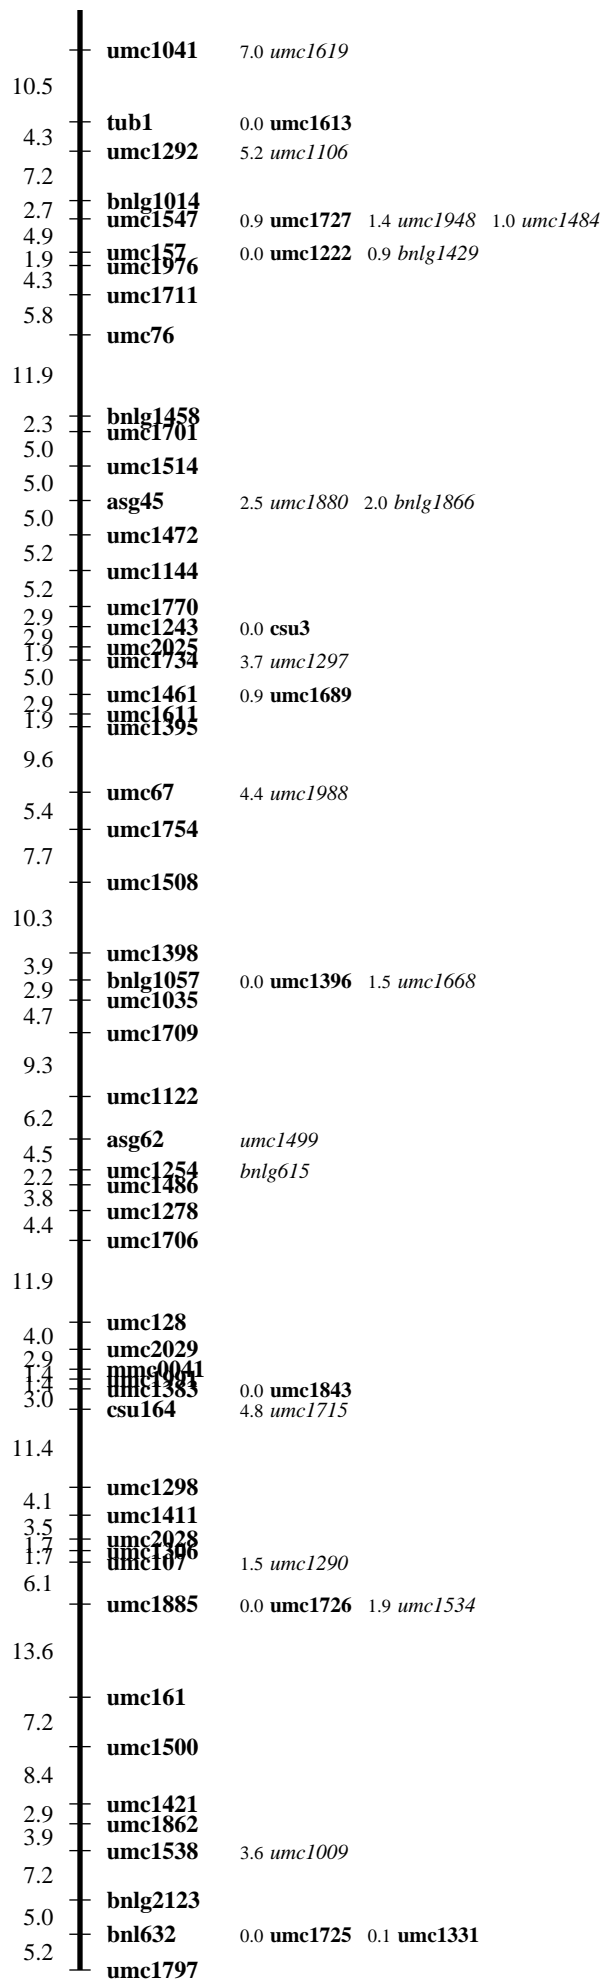 umc1041 7.0 umc1619
10.5
tub1 0.0 umc1613
4.3
umc1292 5.2 umc1106
7.2
bnlg1014
2.7
umc1547 0.9 umc1727 1.4 umc1948 1.0 umc1484
4.9
umc157 0.0 umc1222 0.9 bnlg1429
1.9
umc1976
4.3
umc1711
5.8
umc76
11.9
bnlg1458
2.3
umc1701
5.0
umc1514
5.0
asg45 2.5 umc1880 2.0 bnlg1866
5.0
umc1472
5.2
umc1144
5.2
umc1770
2.9
umc1243 0.0 csu3
2.9
umc2025
1.9
umc1734 3.7 umc1297
5.0
umc1461 0.9 umc1689
2.9
umc1611
1.9
umc1395
9.6
umc67 4.4 umc1988
5.4
umc1754
7.7
umc1508
10.3
umc1398
3.9
bnlg1057 0.0 umc1396 1.5 umc1668
2.9
umc1035
4.7
umc1709
9.3
umc1122
6.2
asg62 umc1499
4.5
umc1254 bnlg615
2.2
umc1486
3.8
umc1278
4.4
umc1706
11.9
umc128
4.0
umc2029
2.9
mmc0041
1.4
1.4
umc1383 0.0 umc1843
3.0
csu164 4.8 umc1715
11.4
umc1298
4.1
umc1411
3.5
umc2028
1.7
umc1306
1.7
umc107 1.5 umc1290
6.1
umc1885 0.0 umc1726 1.9 umc1534
13.6
umc161
7.2
umc1500
8.4
umc1421
2.9
umc1862
3.9
umc1538 3.6 umc1009
7.2
bnlg2123
5.0
bnl632 0.0 umc1725 0.1 umc1331
5.2
umc1797